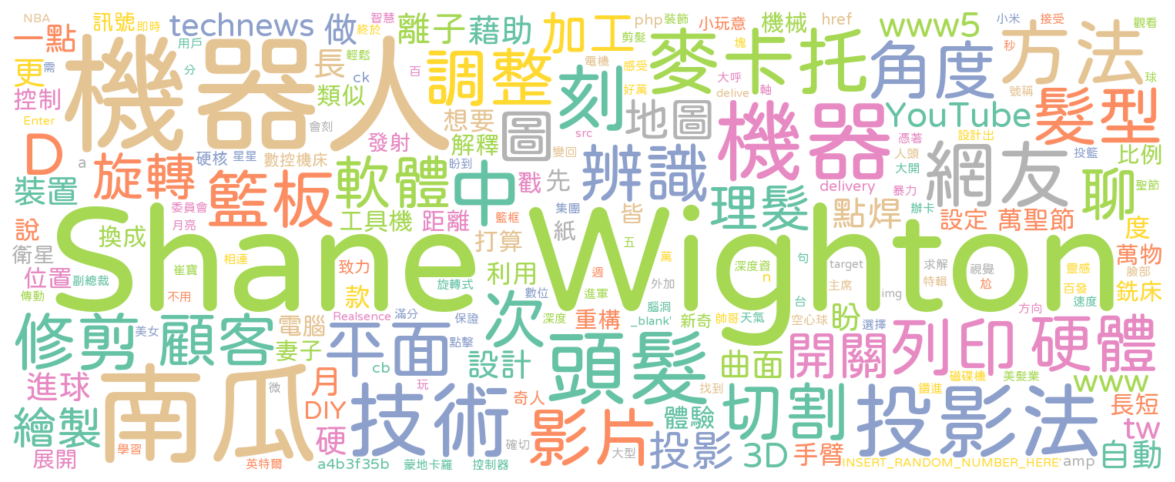 NBA 訊號 即時 technews 做 智慧 終於 離子 藉助 加工 php 裝飾 小玩意 機械 href www5 小米 接受 觀看
一點 用戶 機器人 輕鬆 剪髮 麥卡托 角度 方法
更 需 分 長 ck 百 調整 刻 電機 感受 好萬 大呼 塊 軸 秒 號稱 球
控制 類似 想要 圖 地圖 delive 機器 YouTube 髮型
Enter D a 會刻 發射 解釋 src 變回 憑著 設計出 投籃 比例
裝置 旋轉 硬核 星星 數控機床 盼到 軟體 中 戳 先 辨識 人頭 大開 網友 聖節
委員會 籃板 理髮 delivery 暴力 聊
說 換成 月亮 工具機 距離 籃框 集團 皆 點焊 辦卡 設定 萬聖節 度
衛星 Shane Wighton 打算 紙 五 萬 句 萬物
位置 崔寶 相連 致力 利用 週 深度資 target 求解 視覺 靈感 臉部
傳動 副總裁 不用 款 旋轉式 數位 進軍 外加 n 主席 特輯 尬 百發 銑床
Realsence 滿分 次 深度 重構 腦洞 台 img 方向 速度
修剪 顧客 電腦 保證 _blank' 新奇 帥哥 天氣 空心球 盼 選擇
美女 妻子 平面 點擊 設計 頭髮 曲面 開關 列印 硬體
進球 微 月 cb 玩 找到 磁碟機 美髮業 www
南瓜 DIY 技術 奇人 影片 體驗 切割 鑽進 投影法 長短
繪製 硬 確切 投影 tw
展開 學習 英特爾 a4b3f35b 蒙地卡羅 控制器 大型 3D 手臂 INSERT_RANDOM_NUMBER_HERE' amp 自動